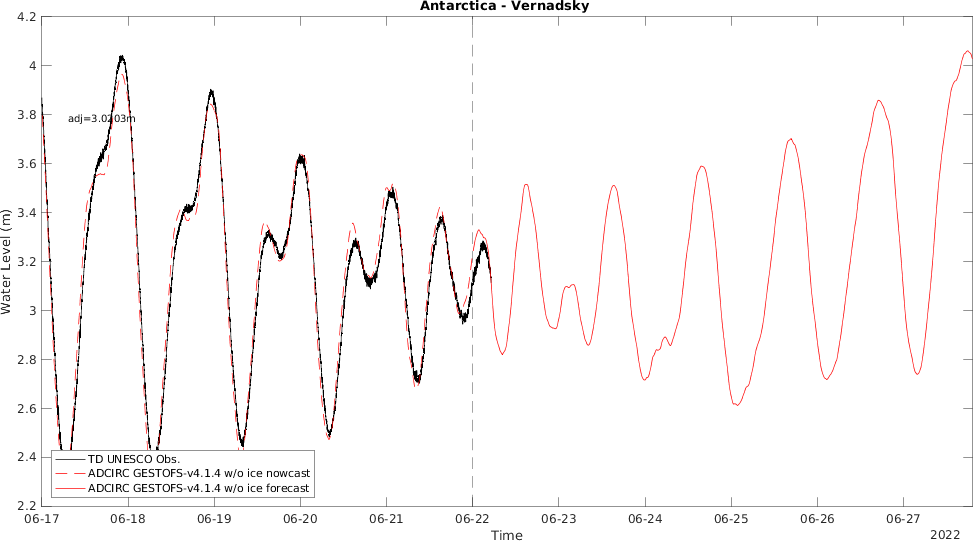 Antarctica - Vernadsky
4.2
4
3.8
3.6
3.4
3.2
3
2.8
2.6
2.4
2.2
Water Level (m)
adj=3.0203m
TD UNESCO Obs.
ADCIRC GESTOFS-v4.1.4 w/o ice nowcast
ADCIRC GESTOFS-v4.1.4 w/o ice forecast
06-17 06-18 06-19 06-20 06-21 06-22 06-23 06-24 06-25 06-26 06-27
Time
2022